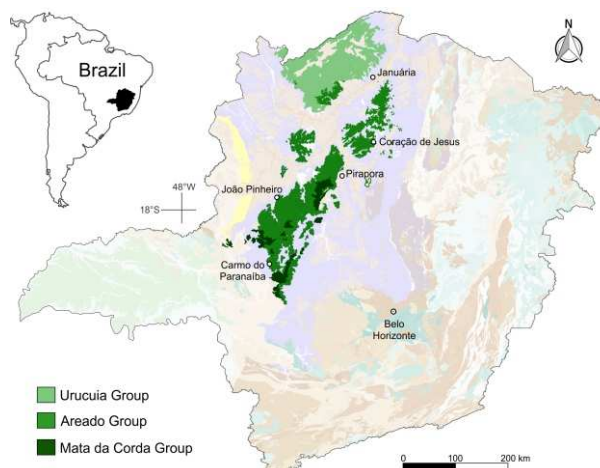 Brazil
N
Januária
Coração de Jesus
Pirapora
João Pinheiro
48°W
18°S
Carmo do
Paranaíba
Belo
Horizonte
Urucuia Group
Areado Group
Mata da Corda Group
0 100 200 km